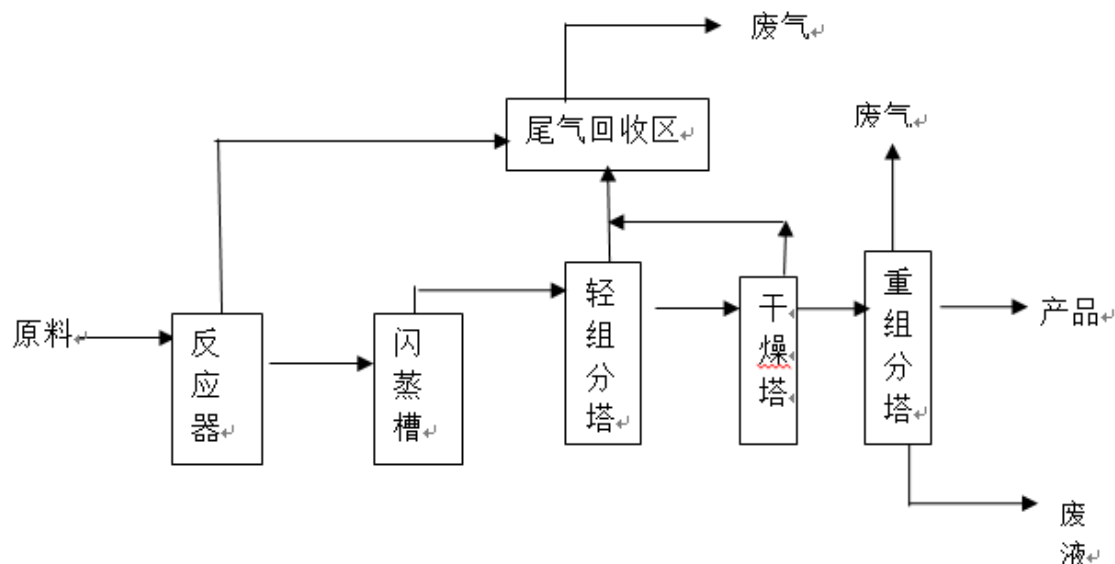 废气
尾气回收区
废气
原料
反应器
闪蒸槽
轻组分塔
干燥塔
重组分塔
产品
废液